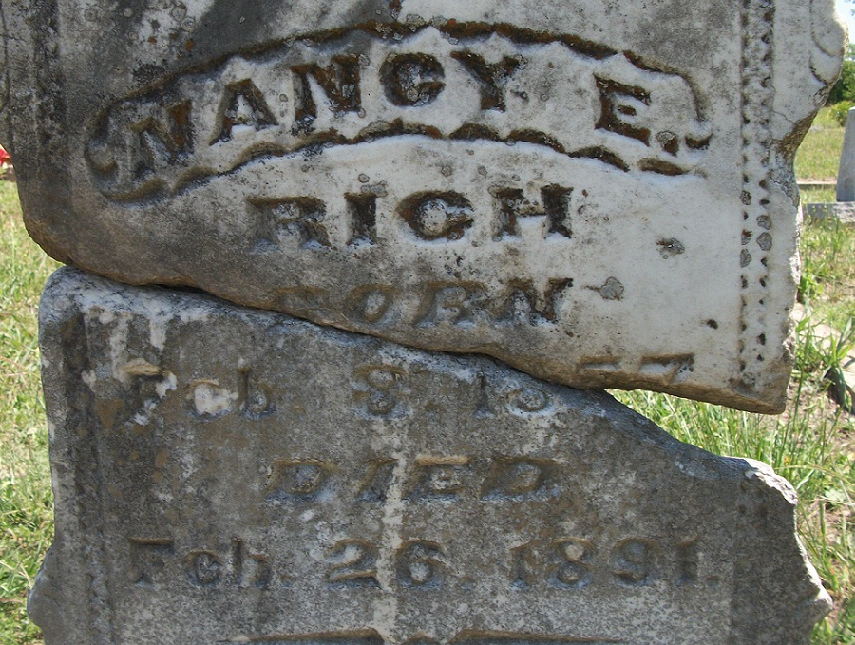 NANCY E.
RICH
BORN
Feb. 8.
DIED
Feb. 26. 1891.